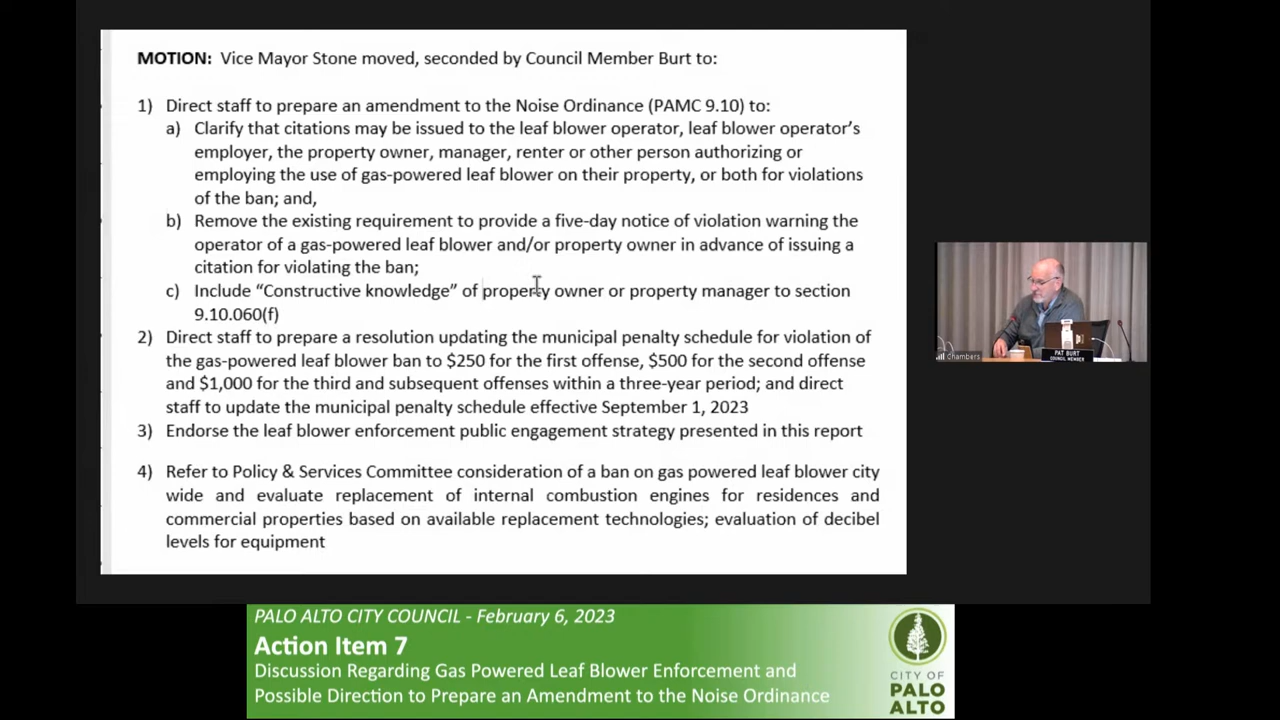 MOTION: Vice Mayor Stone moved, seconded by Council Member Burt to:
1) Direct staff to prepare an amendment to the Noise Ordinance (PAMC 9.10) to:
a) Clarify that citations may be issued to the leaf blower operator, leaf blower operator's
employer, the property owner, manager, renter or other person authorizing or
employing the use of gas-powered leaf blower on their property, or both for violations
of the ban; and,
b) Remove the existing requirement to provide a five-day notice of violation warning the
operator of a gas-powered leaf blower and/or property owner in advance of issuing a
citation for violating the ban;
c) Include “Constructive knowledge” of property owner or property manager to section
9.10.060(f)
2) Direct staff to prepare a resolution updating the municipal penalty schedule for violation of
the gas-powered leaf blower ban to $250 for the first offense, $500 for the second offense
and $1,000 for the third and subsequent offenses within a three-year period; and direct
staff to update the municipal penalty schedule effective September 1, 2023
3) Endorse the leaf blower enforcement public engagement strategy presented in this report
4) Refer to Policy & Services Committee consideration of a ban on gas powered leaf blower city
wide and evaluate replacement of internal combustion engines for residences and
commercial properties based on available replacement technologies; evaluation of decibel
levels for equipment
Chambers
PAT BURT
COUNCIL MEMBER
PALO ALTO CITY COUNCIL - February 6, 2023
Action Item 7
Discussion Regarding Gas Powered Leaf Blower Enforcement and
Possible Direction to Prepare an Amendment to the Noise Ordinance
CITY OF
PALO
ALTO